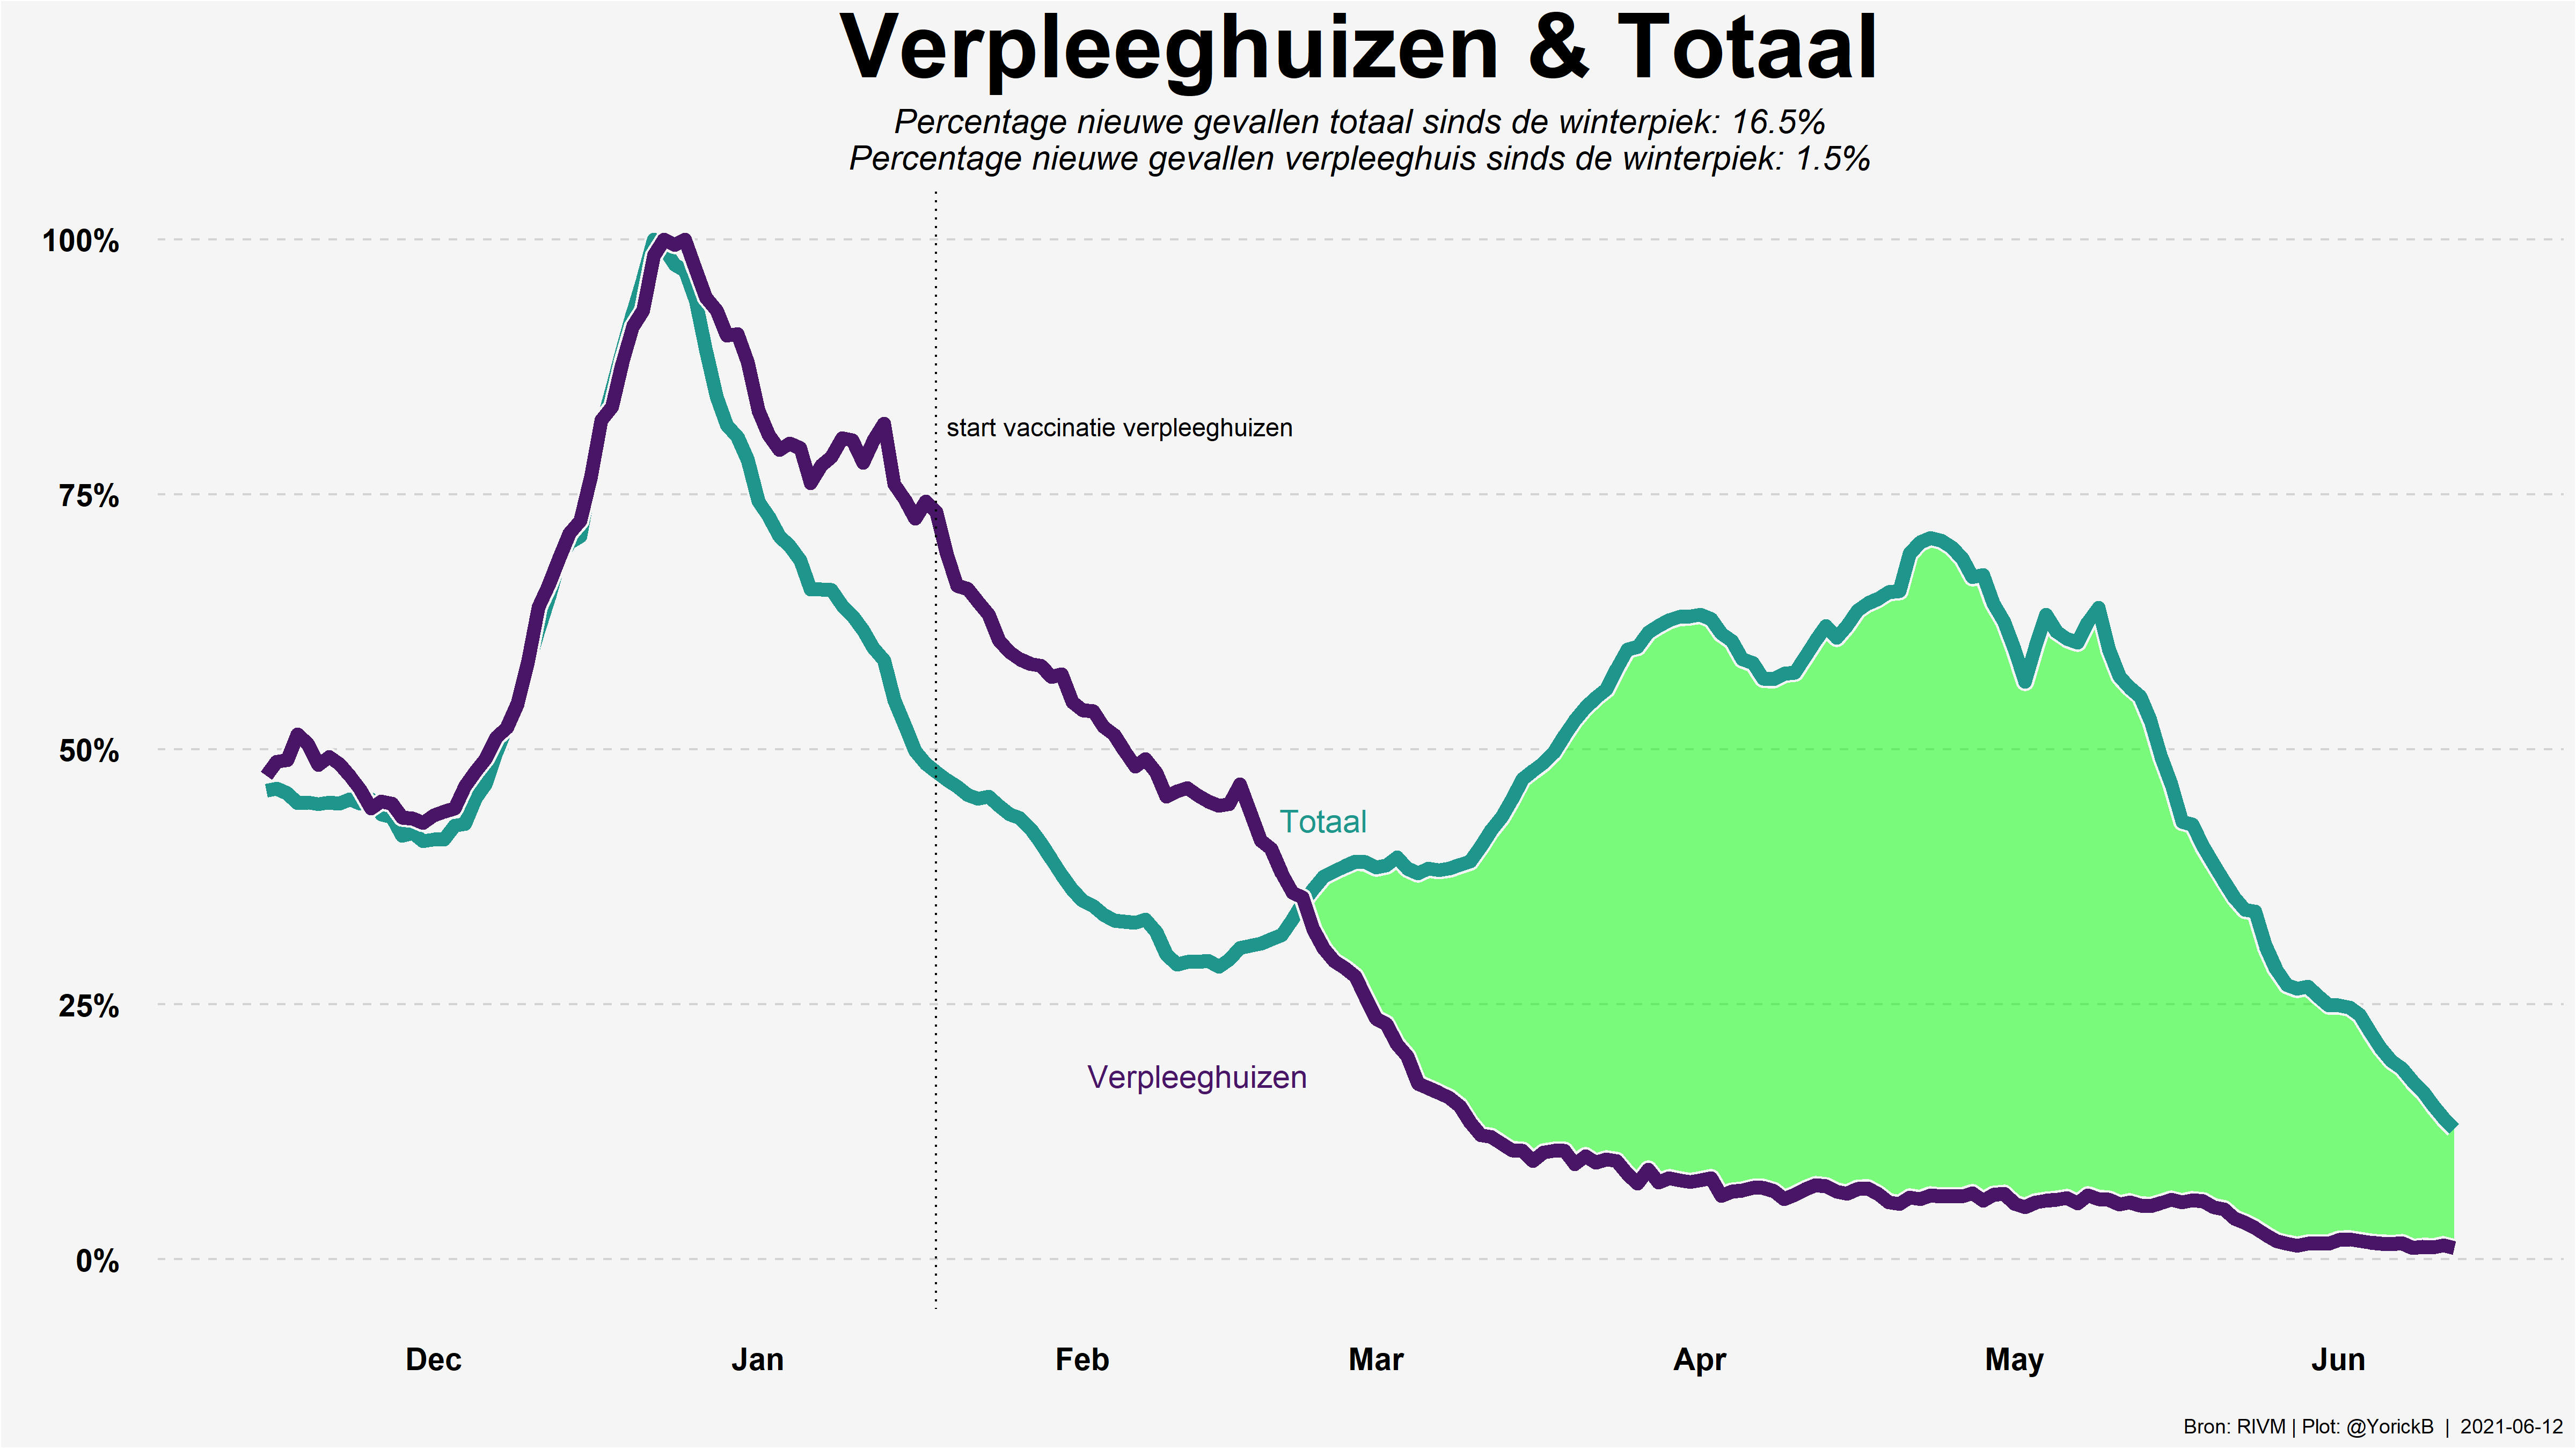 Verpleeghuizen & Totaal
Percentage nieuwe gevallen totaal sinds de winterpiek: 16.5%
Percentage nieuwe gevallen verpleeghuis sinds de winterpiek: 1.5%
100%
start vaccinatie verpleeghuizen
75%
50%
Totaal
25%
Verpleeghuizen
0%
Dec Jan Feb Mar Apr May Jun
Bron: RIVM | Plot: @YorickB | 2021-06-12